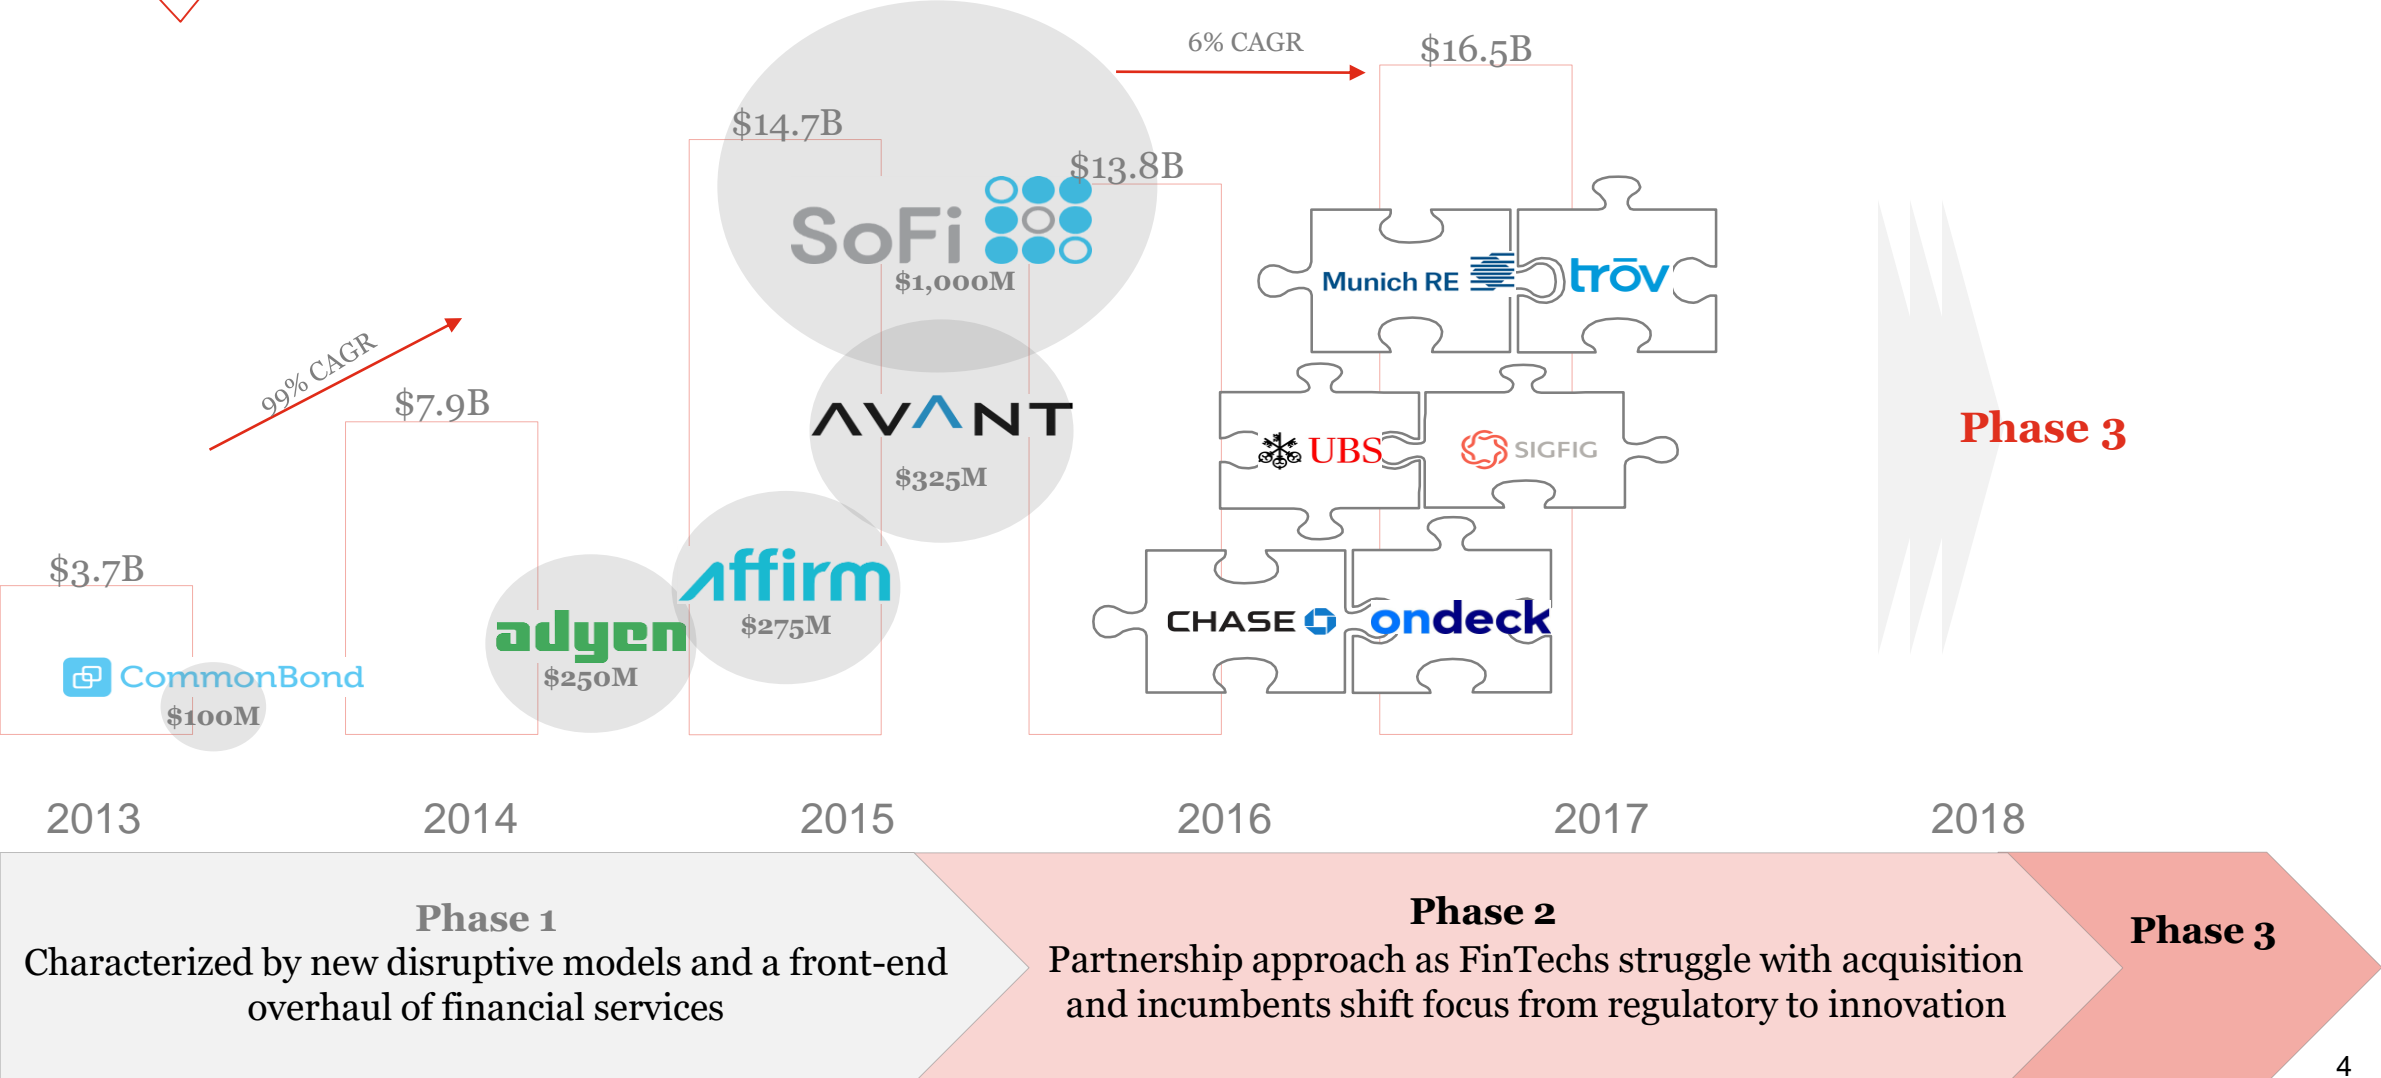 6% CAGR
$16.5B
$14.7B
$13.8B
SoFi
$1,000M
Munich RE
trōv
99% CAGR
$7.9B
AVANT
$325M
UBS
SIGFIG
$3.7B
affirm
$275M
adyen
$250M
CHASE
ondeck
CommonBond
$100M
Phase 3
2013
2014
2015
2016
2017
2018
Phase 1
Characterized by new disruptive models and a front-end
overhaul of financial services
Phase 2
Partnership approach as FinTechs struggle with acquisition
and incumbents shift focus from regulatory to innovation
Phase 3
4